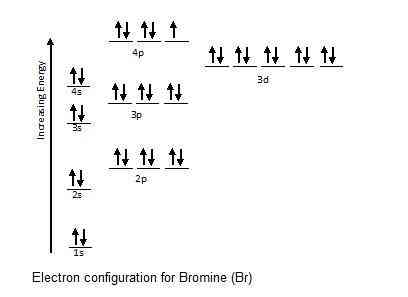 4p
3d
4s
3s
3p
2p
2s
1s
Increasing Energy
Electron configuration for Bromine (Br)